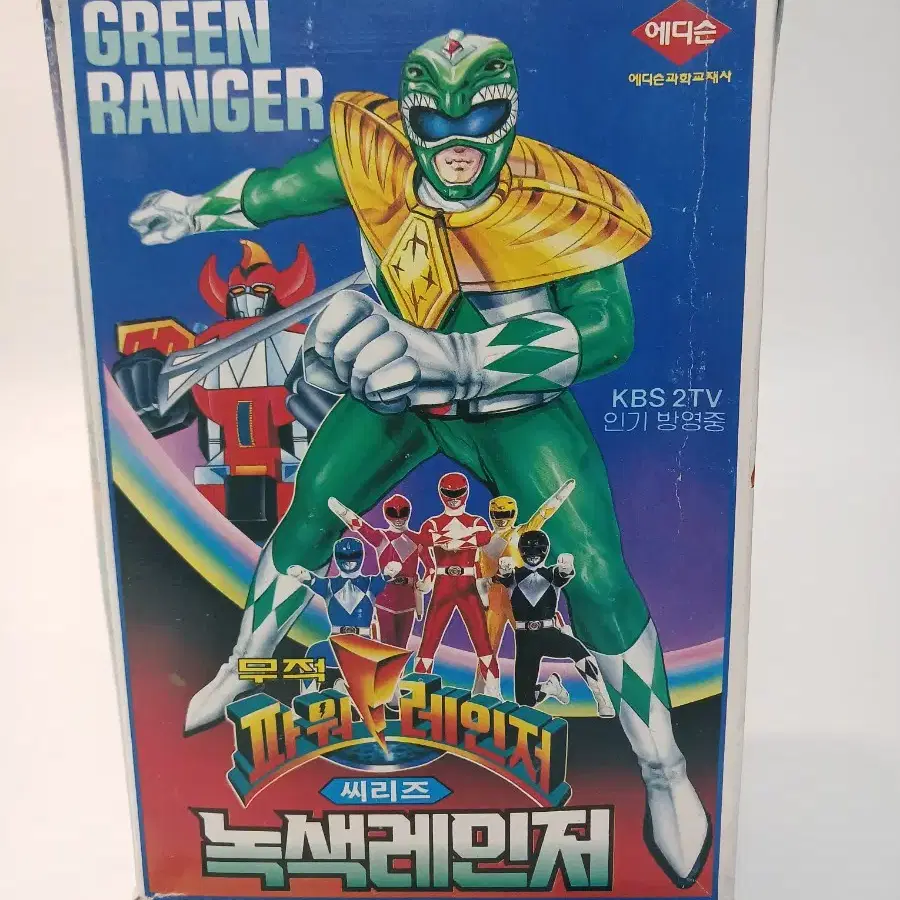 GREEN
RANGER
에디슨
에디슨과학교재사
KBS 2TV
인기 방영중
무적
파워레인저
씨리즈
녹색레인저